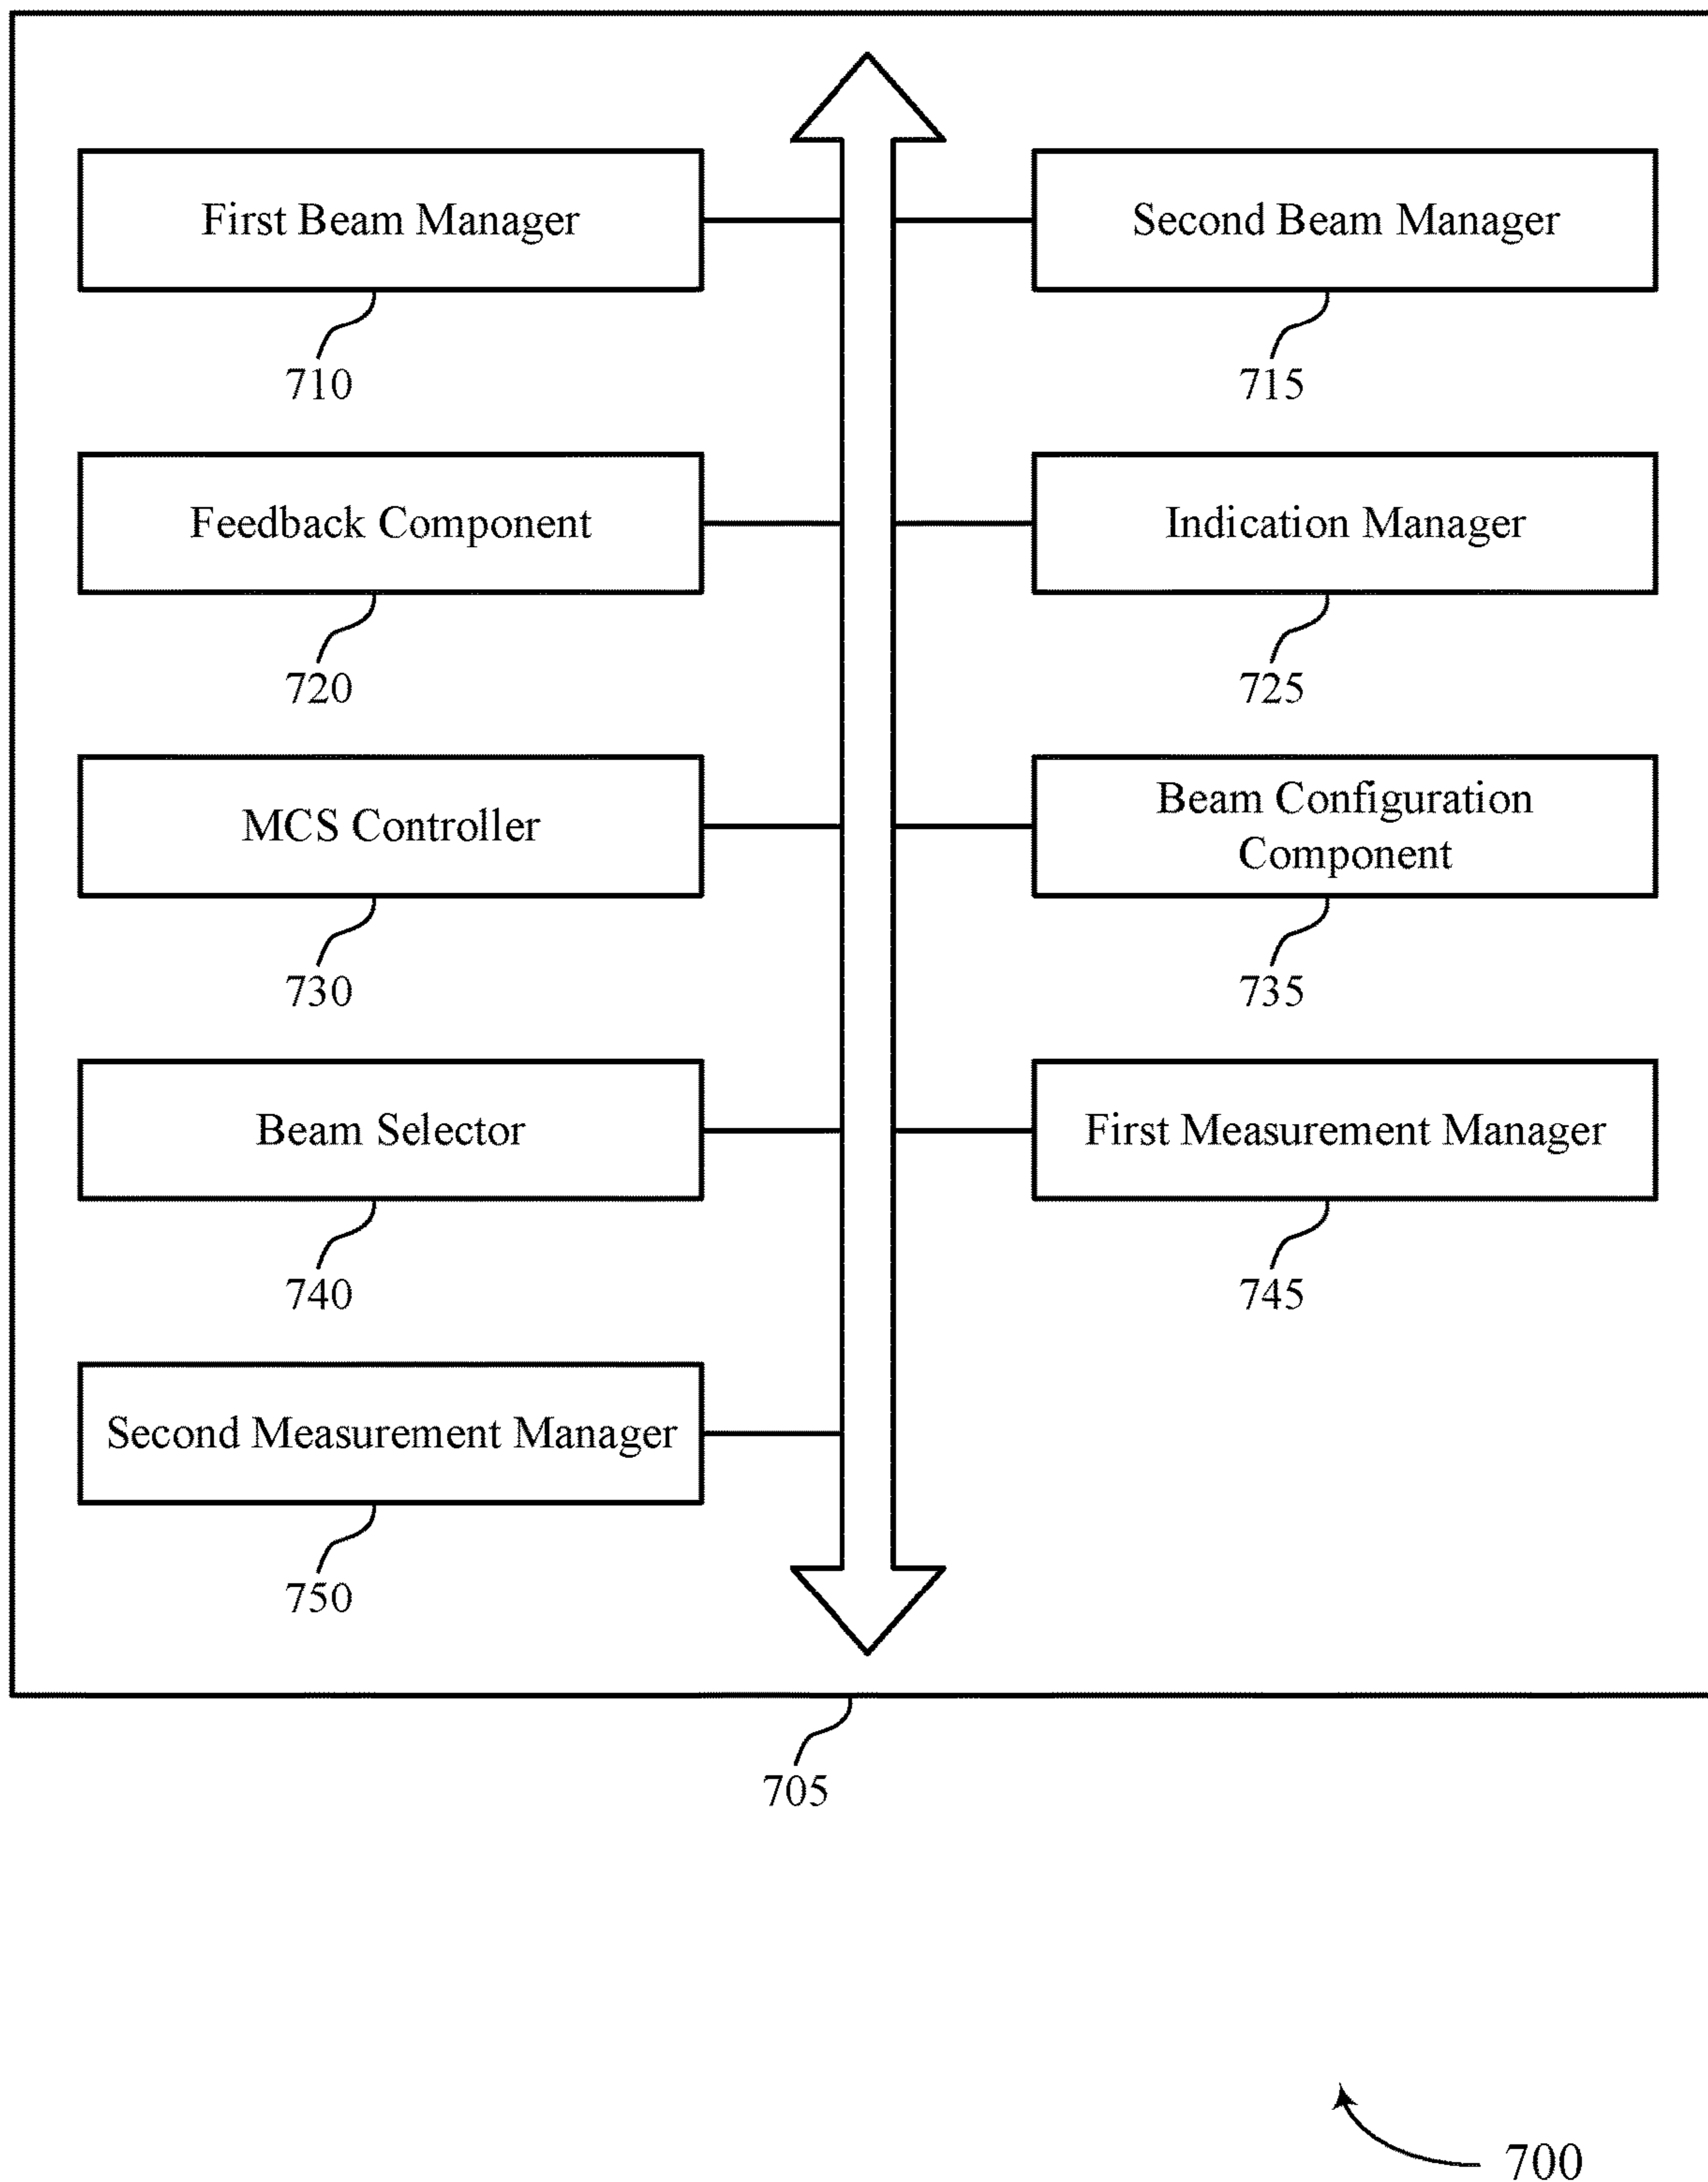 First Beam Manager
Second Beam Manager
710
715
Feedback Component
Indication Manager
720
725
MCS Controller
Beam Configuration
Component
730
735
Beam Selector
First Measurement Manager
740
745
Second Measurement Manager
750
705
700